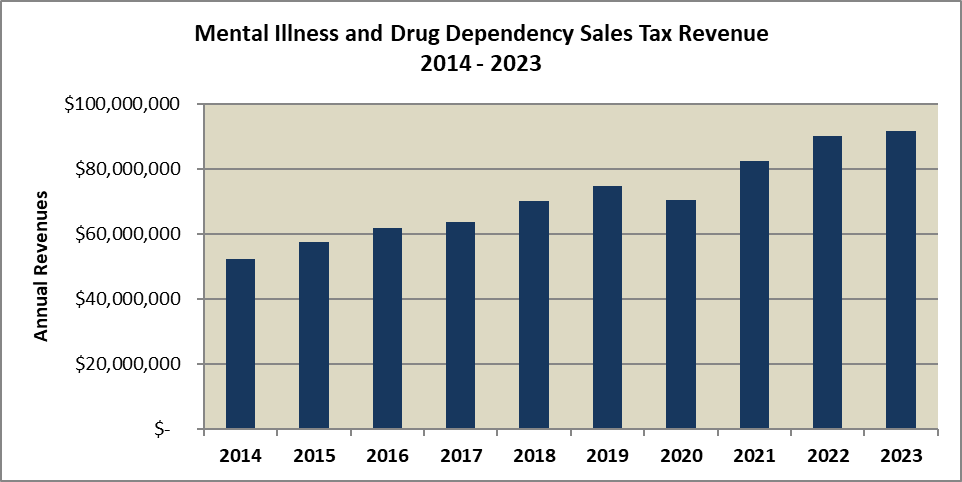 Mental Illness and Drug Dependency Sales Tax Revenue
2014 - 2023
Annual Revenues
$100,000,000
$80,000,000
$60,000,000
$40,000,000
$20,000,000
$-
2014 2015 2016 2017 2018 2019 2020 2021 2022 2023